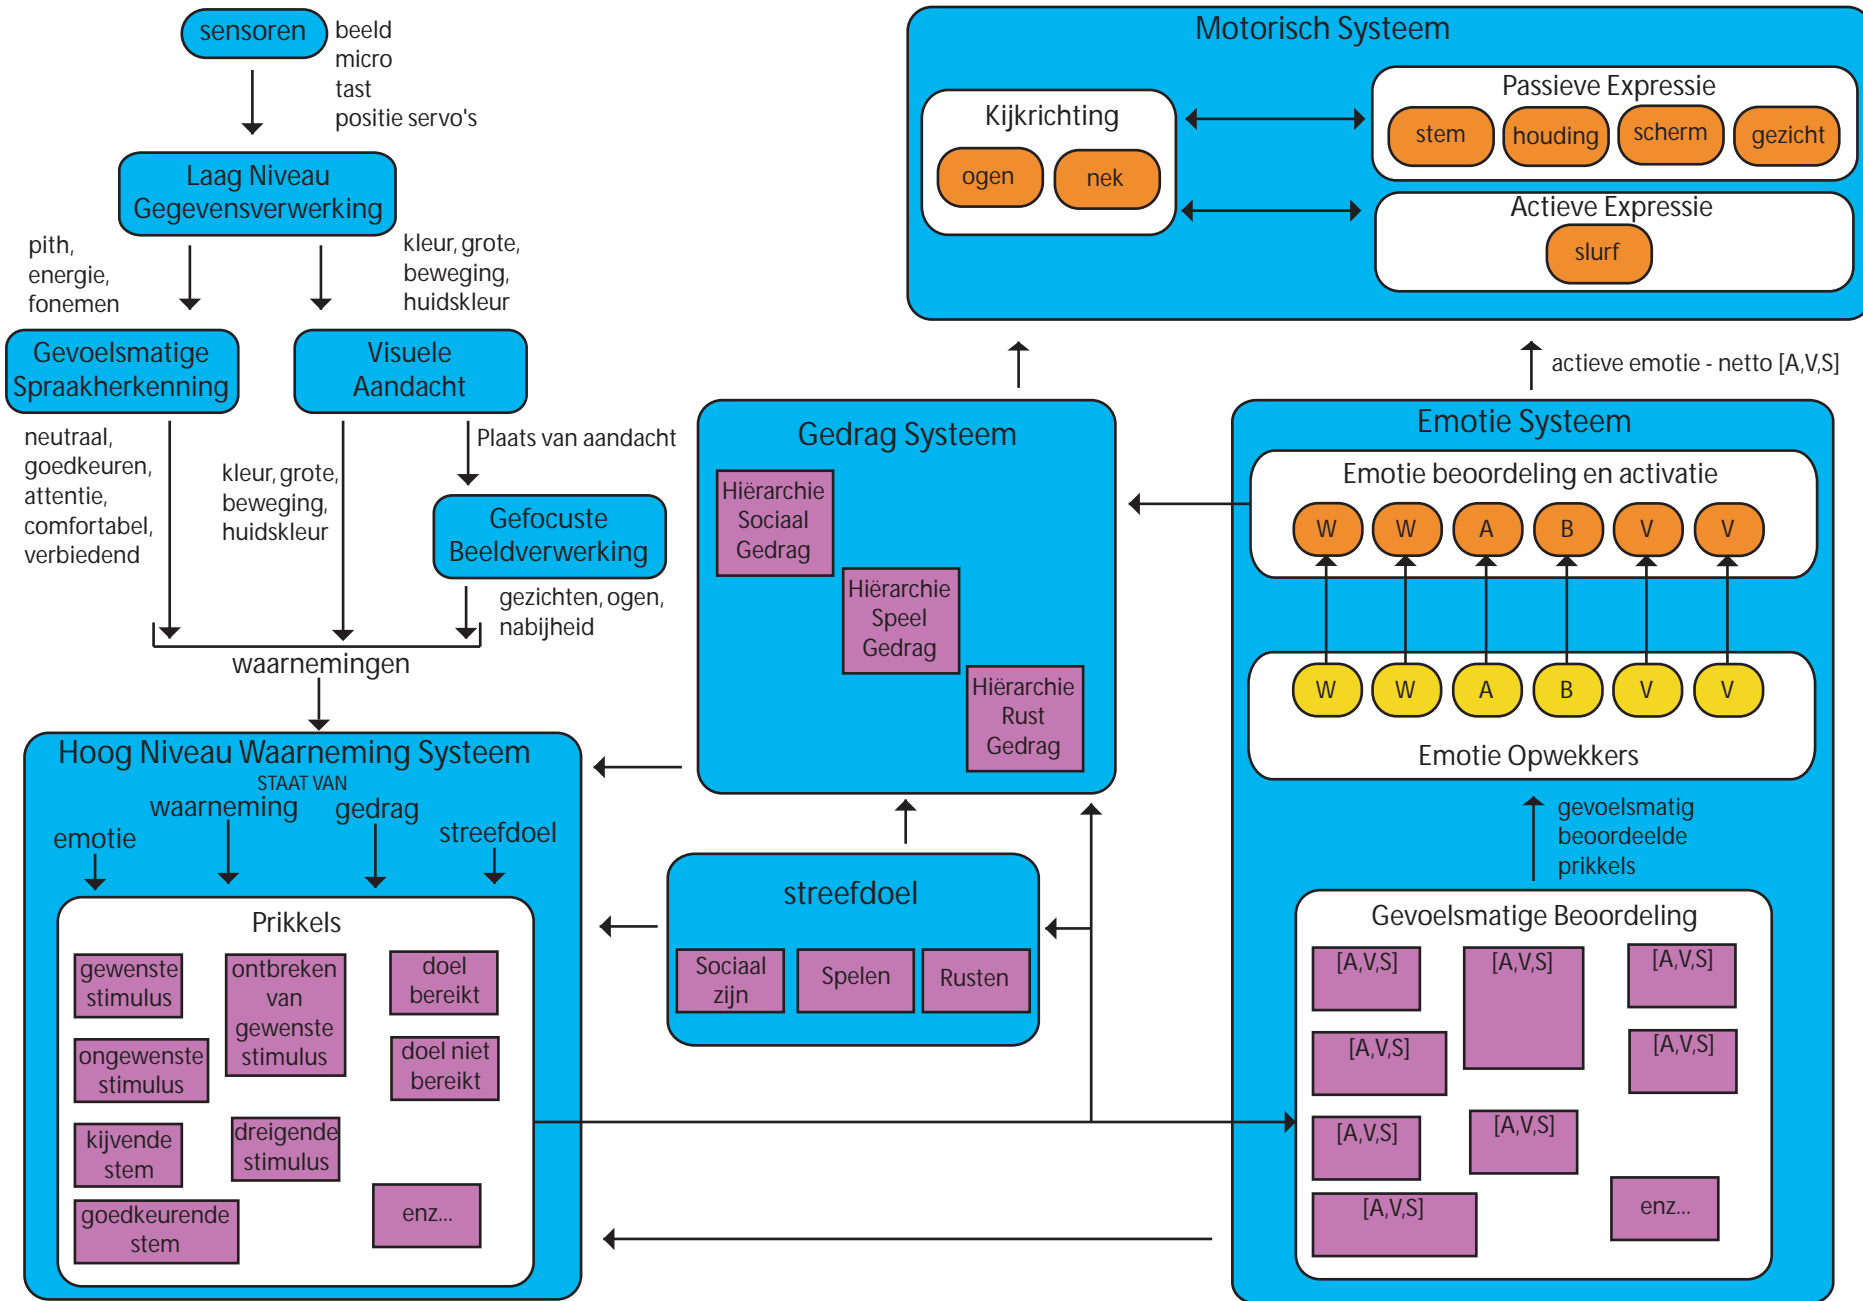 sensoren
beeld
micro
tast
positie servo's
Laag Niveau
Gegevensverwerking
pith,
energie,
fonemen
kleur, grote,
beweging,
huidskleur
Gevoelsmatige
Spraakherkenning
Visuele
Aandacht
neutraal,
goedkeuren,
attentie,
comfortabel,
verbiedend
kleur, grote,
beweging,
huidskleur
Plaats van aandacht
Gefocuste
Beeldverwerking
gezichten, ogen,
nabijheid
waarnemingen
Hoog Niveau Waarneming Systeem
STAAT VAN
emotie
waarneming
gedrag
streefdoel
Prikkels
gewenste
stimulus
ontbreken
van
gewenste
stimulus
doel
bereikt
ongewenste
stimulus
doel niet
bereikt
kijvende
stem
dreigende
stimulus
goedkeurende
stem
enz...
Motorisch Systeem
Kijkrichting
ogen
nek
Passieve Expressie
stem
houding
scherm
gezicht
Actieve Expressie
slurf
actieve emotie - netto [A,V,S]
Gedrag Systeem
Hiërarchie
Sociaal
Gedrag
Hiërarchie
Speel
Gedrag
Hiërarchie
Rust
Gedrag
streefdoel
Sociaal
zijn
Spelen
Rusten
Emotie Systeem
Emotie beoordeling en activatie
W W A B V V
W W A B V V
Emotie Opwekkers
gevoelsmatig
beoordeelde
prikkels
Gevoelsmatige Beoordeling
[A,V,S]
[A,V,S]
[A,V,S]
[A,V,S]
[A,V,S]
[A,V,S]
[A,V,S]
[A,V,S]
enz...